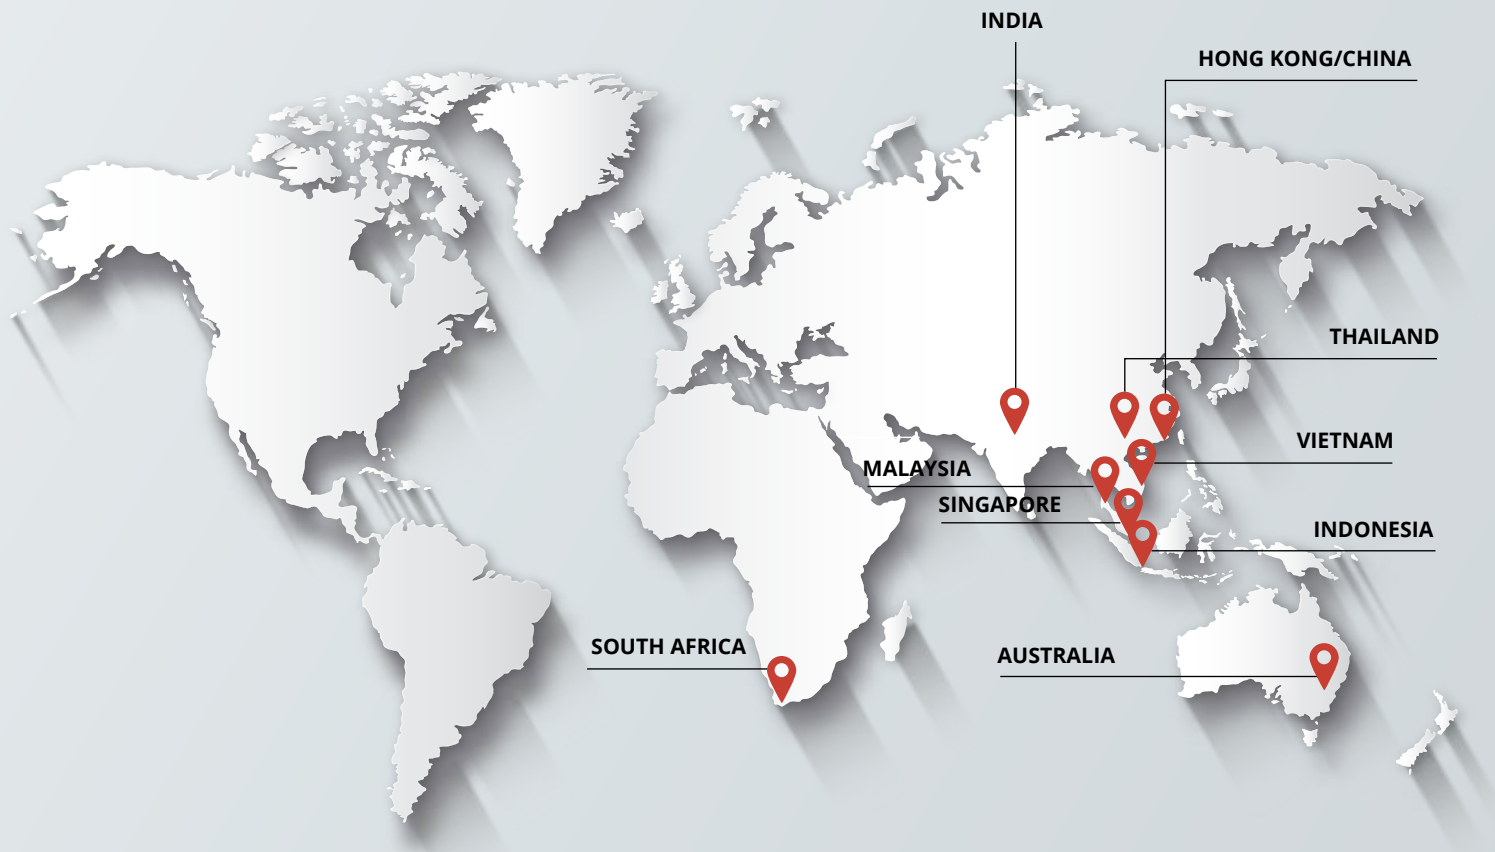 INDIA
HONG KONG/CHINA
THAILAND
VIETNAM
MALAYSIA
SINGAPORE
INDONESIA
SOUTH AFRICA
AUSTRALIA